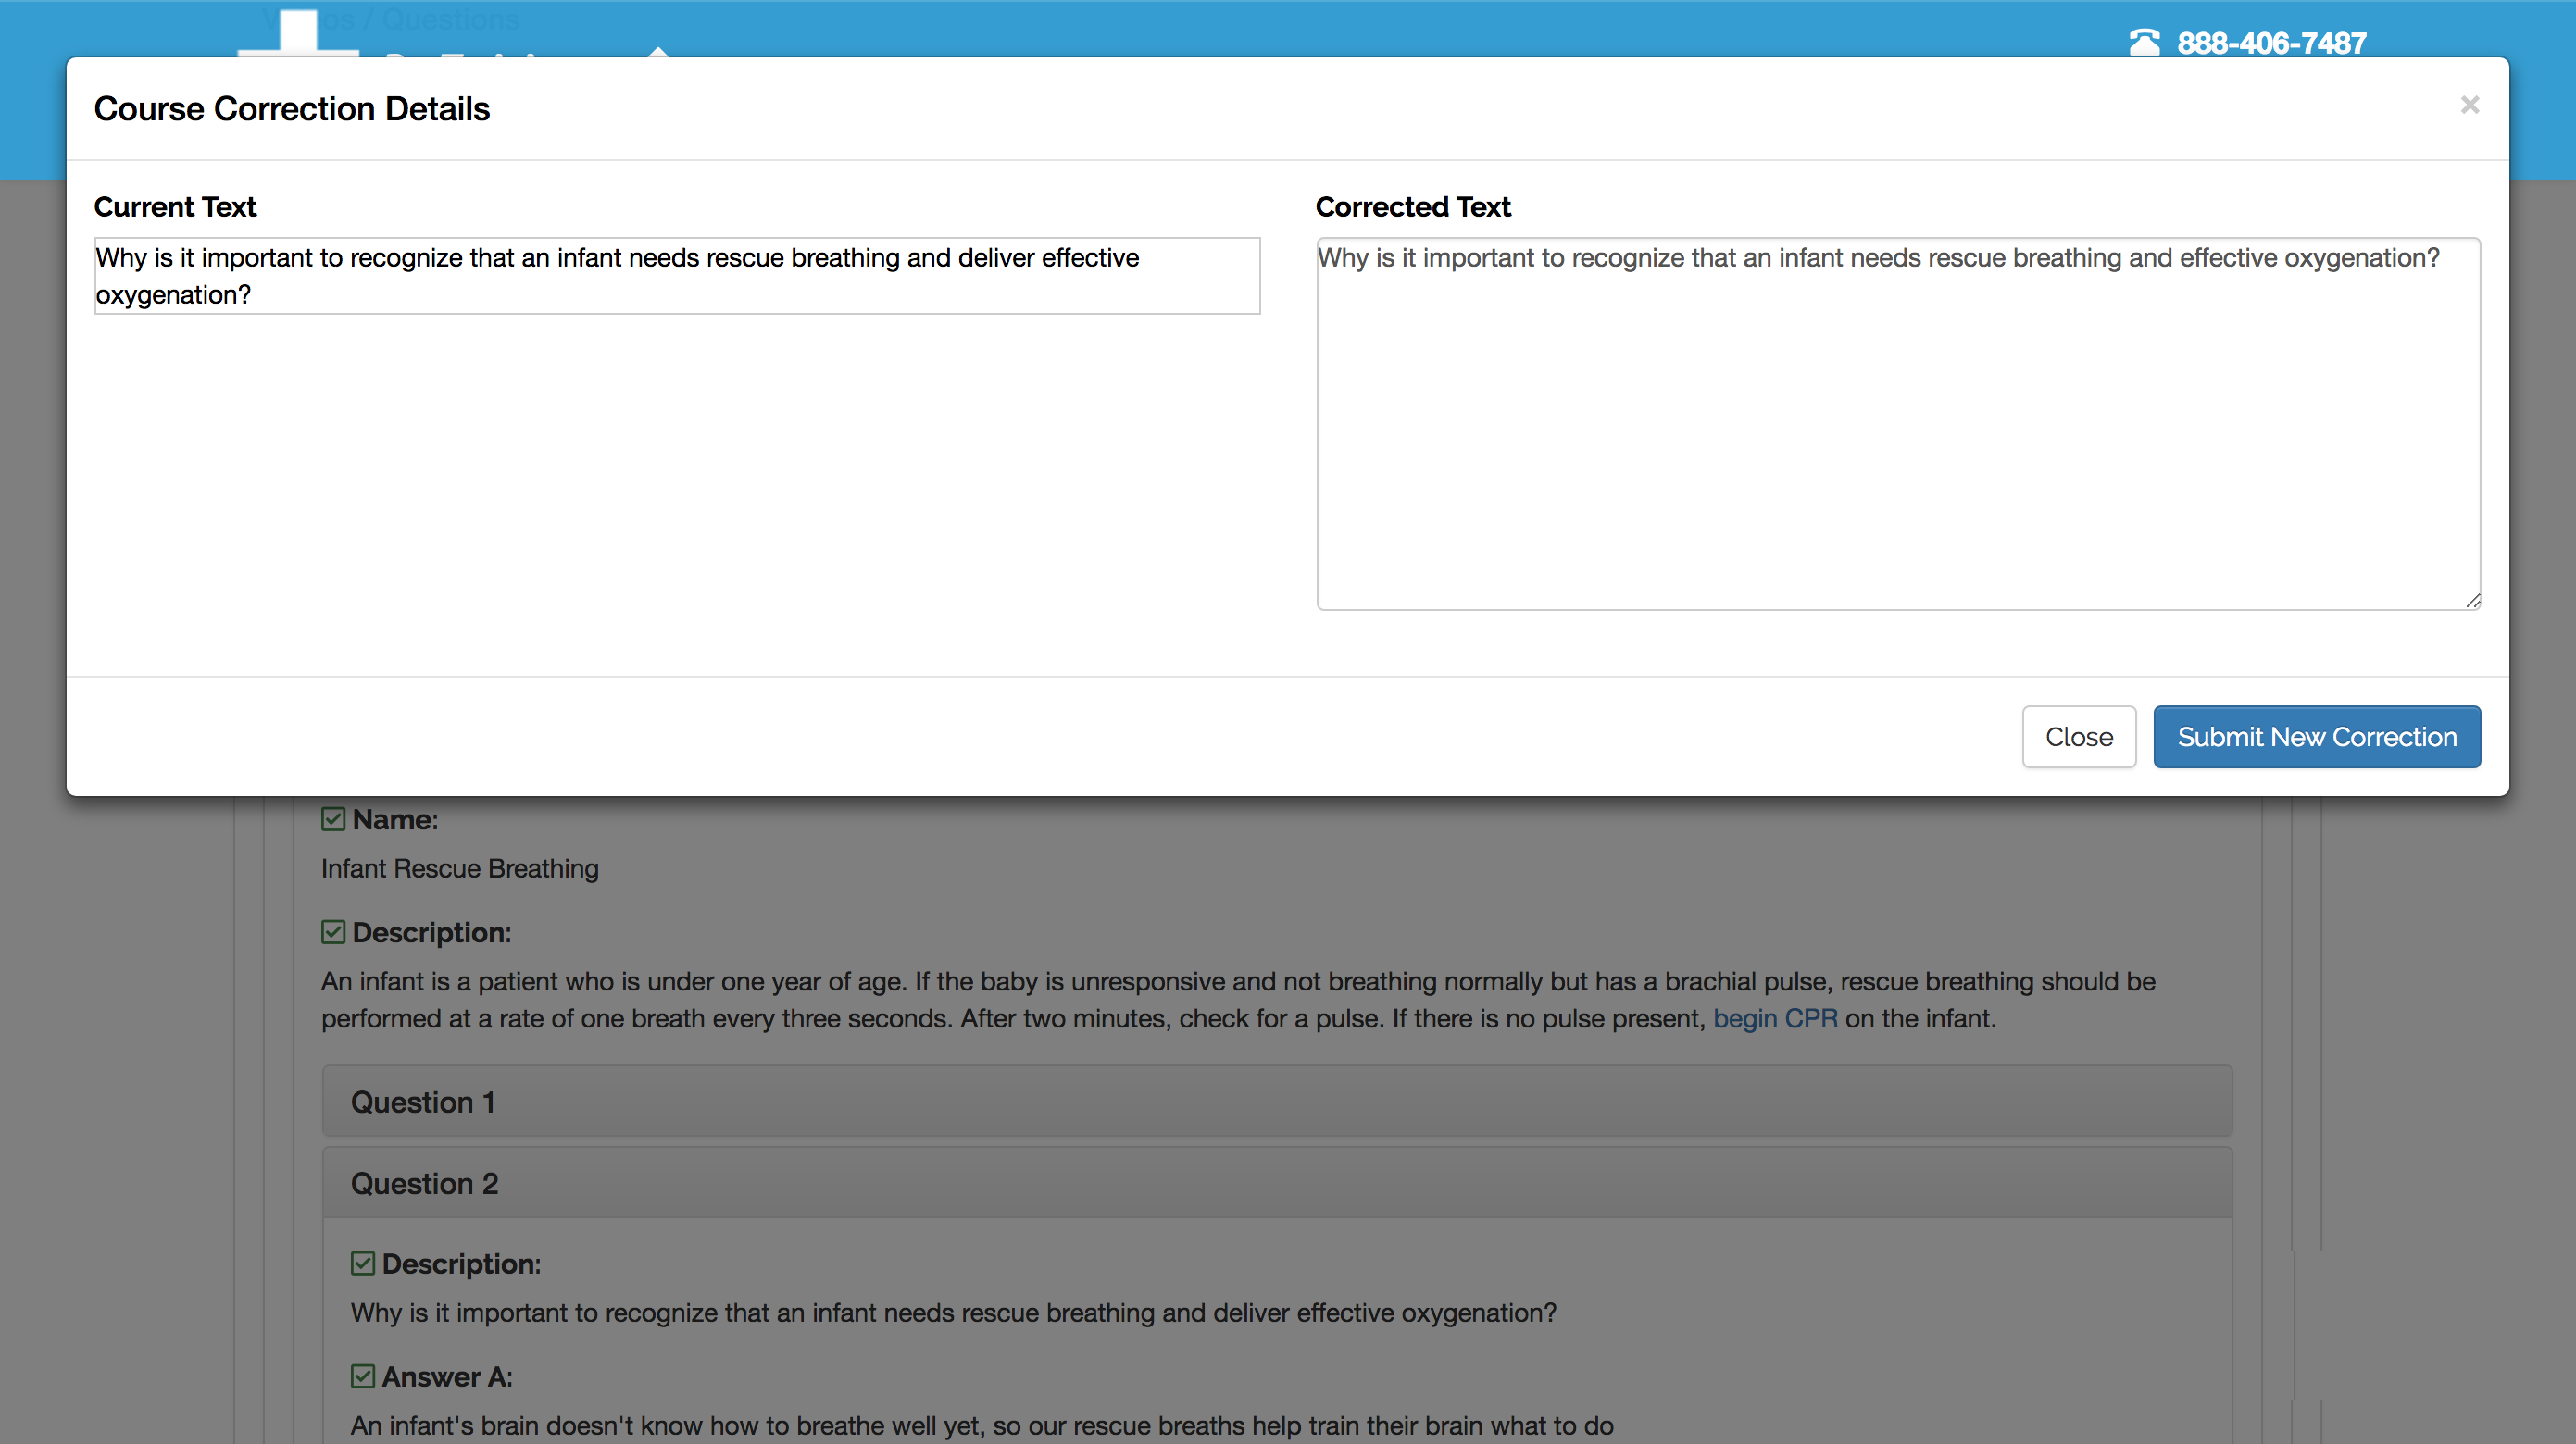 / Questions
888-406-7487
Course Correction Details
×
Current Text
Corrected Text
Why is it important to recognize that an infant needs rescue breathing and deliver effective
oxygenation?
Why is it important to recognize that an infant needs rescue breathing and effective oxygenation?
Close
Submit New Correction
Name:
Infant Rescue Breathing
Description:
An infant is a patient who is under one year of age. If the baby is unresponsive and not breathing normally but has a brachial pulse, rescue breathing should be
performed at a rate of one breath every three seconds. After two minutes, check for a pulse. If there is no pulse present, begin CPR on the infant.
Question 1
Question 2
Description:
Why is it important to recognize that an infant needs rescue breathing and deliver effective oxygenation?
Answer A:
An infant's brain doesn't know how to breathe well yet, so our rescue breaths help train their brain what to do